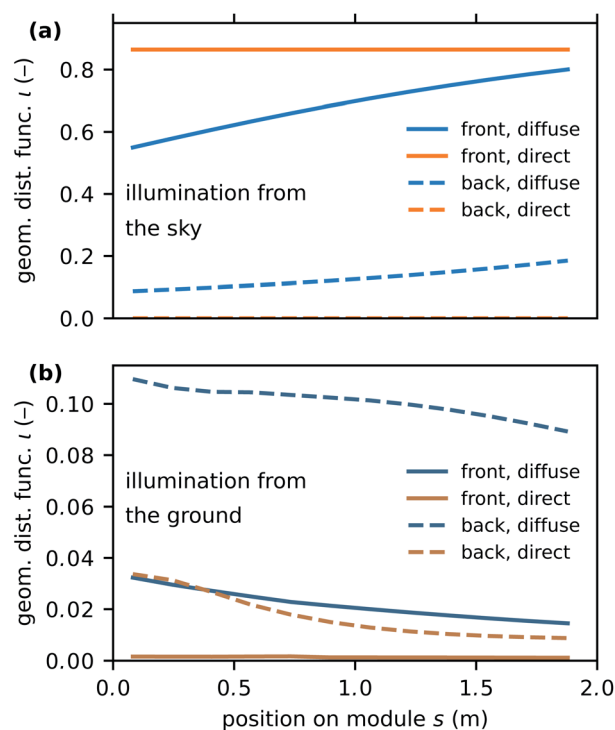 (a)
geom. dist. func. ι (–)
0.8
0.6
0.4
0.2
0.0
front, diffuse
front, direct
back, diffuse
back, direct
illumination from
the sky
(b)
geom. dist. func. ι (–)
0.10
0.08
0.06
0.04
0.02
0.00
illumination from
the ground
front, diffuse
front, direct
back, diffuse
back, direct
0.0 0.5 1.0 1.5 2.0
position on module s (m)